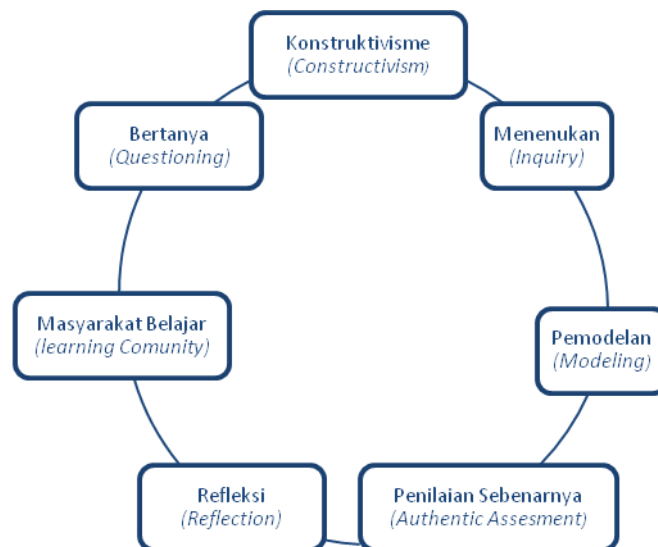 Konstruktivisme
(Constructivism)
Bertanya
(Questioning)
Menenukan
(Inquiry)
Masyarakat Belajar
(learning Comunity)
Pemodelan
(Modeling)
Refleksi
(Reflection)
Penilaian Sebenarnya
(Authentic Assesment)